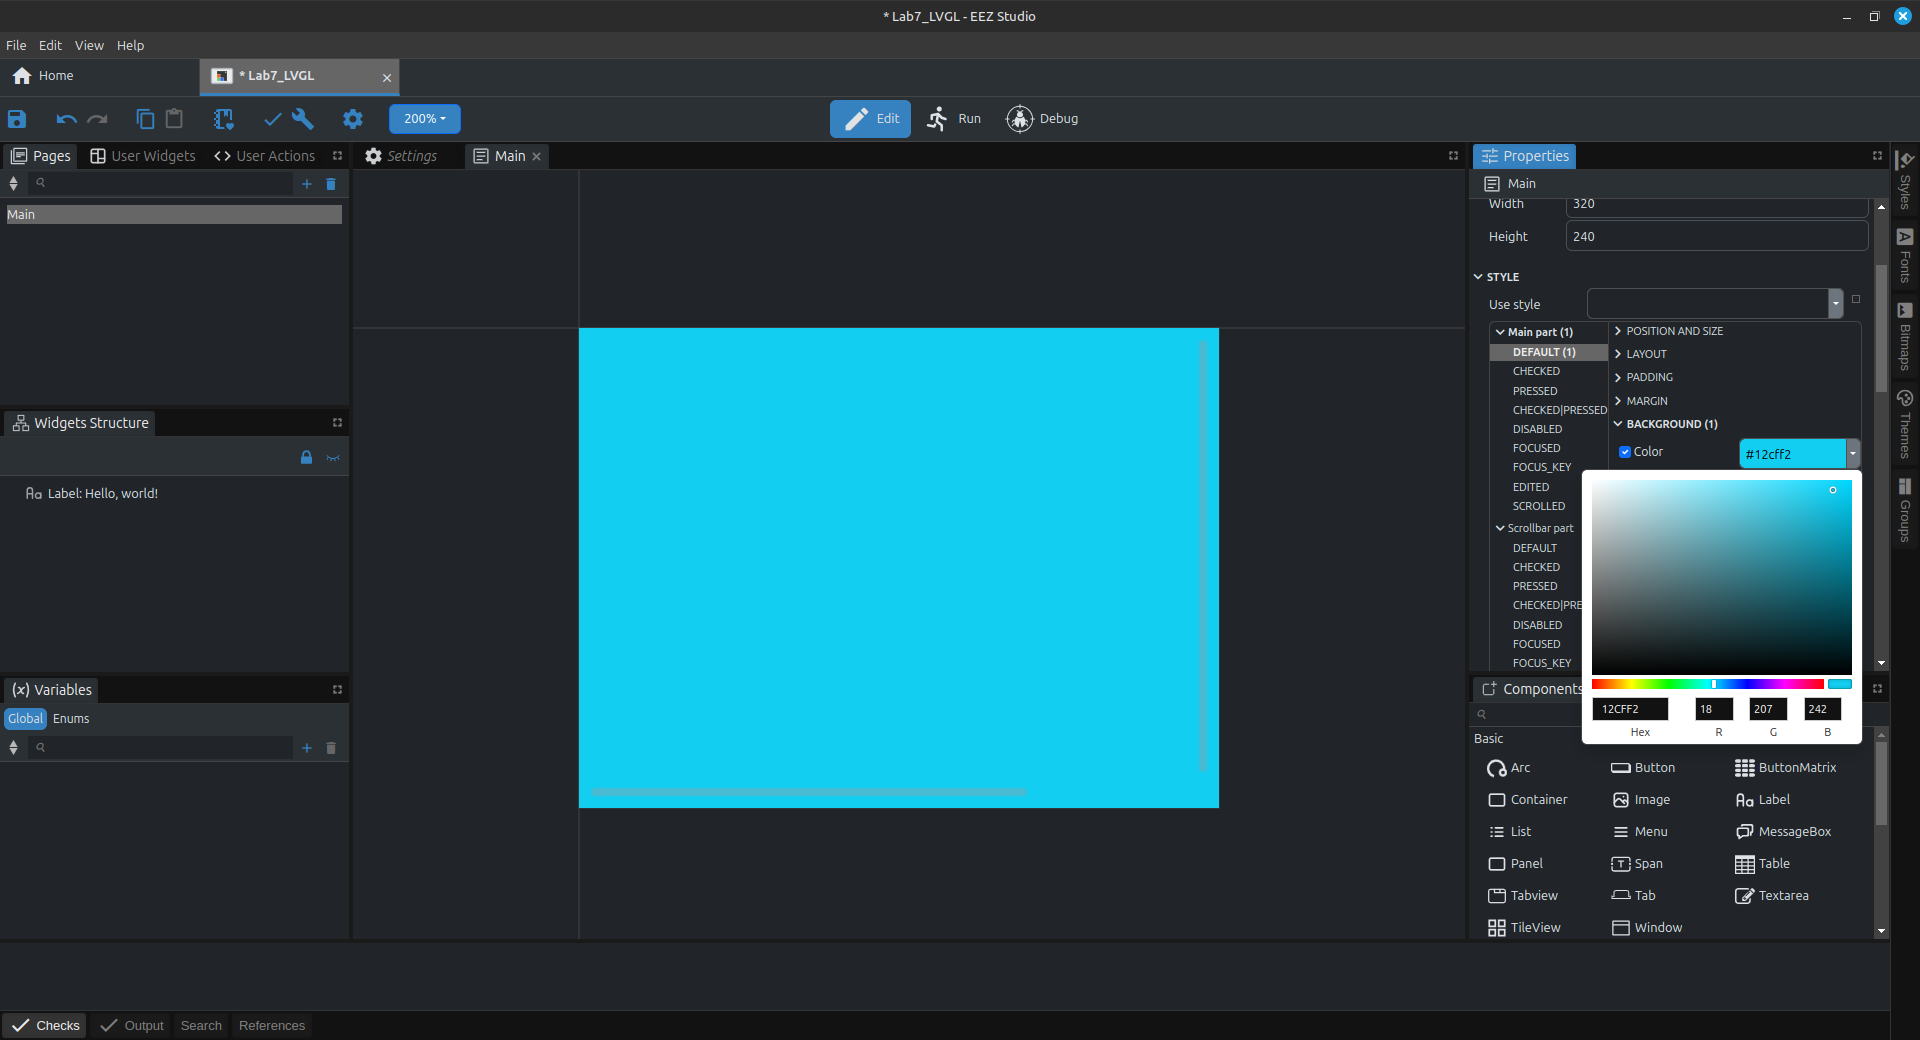 * Lab7_LVGL - EEZ Studio
File Edit View Help
Home
* Lab7_LVGL
200%
Edit
Run
Debug
Pages
User Widgets
User Actions
Main
Widgets Structure
Label: Hello, world!
Variables
Global Enums
Settings
Main
Properties
Main
Width 320
Height 240
STYLE
Use style
Main part (1)
DEFAULT (1)
CHECKED
PRESSED
CHECKED|PRESSED
DISABLED
FOCUSED
FOCUS_KEY
EDITED
SCROLLED
Scrollbar part
DEFAULT
CHECKED
PRESSED
CHECKED|PRE
DISABLED
FOCUSED
FOCUS_KEY
POSITION AND SIZE
LAYOUT
PADDING
MARGIN
BACKGROUND (1)
Color #12cff2
12CFF2 18 207 242
Hex R G B
Components
Basic
Arc Button ButtonMatrix
Container Image Label
List Menu MessageBox
Panel Span Table
Tabview Tab Textarea
TileView Window
Styles
Fonts
Bitmaps
Themes
Groups
Checks Output Search References